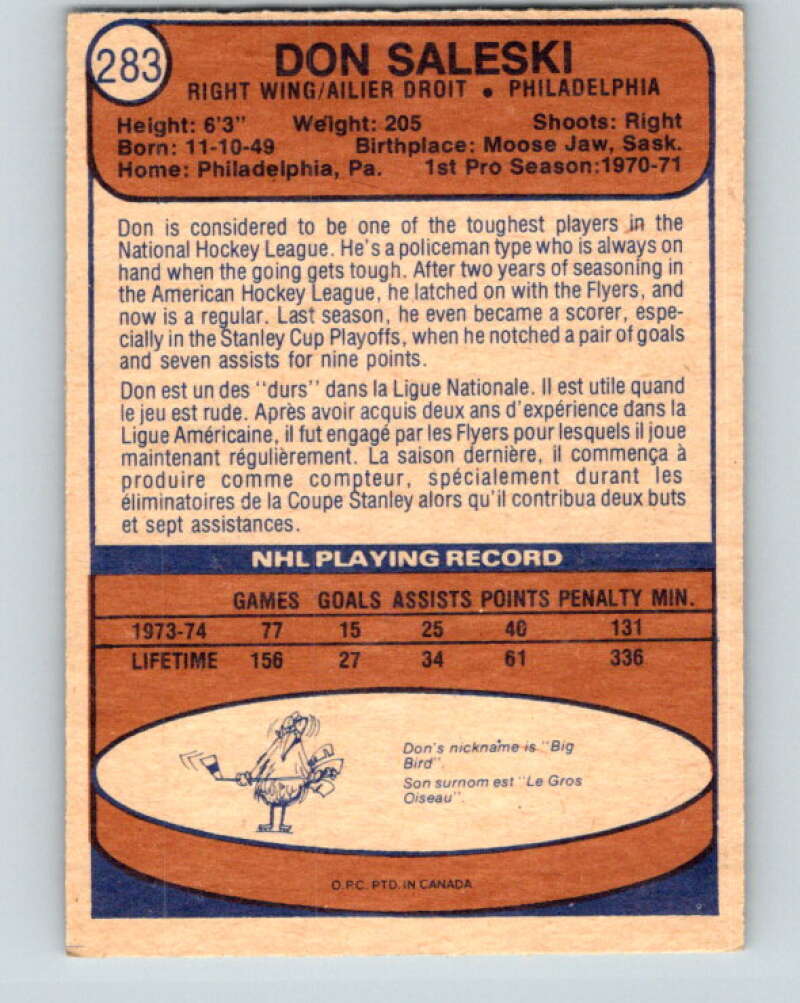 283
DON SALESKI
RIGHT WING/AILIER DROIT • PHILADELPHIA
Height: 6'3" Weight: 205 Shoots: Right
Born: 11-10-49 Birthplace: Moose Jaw, Sask.
Home: Philadelphia, Pa. 1st Pro Season:1970-71
Don is considered to be one of the toughest players in the
National Hockey League. He's a policeman type who is always on
hand when the going gets tough. After two years of seasoning in
the American Hockey League, he latched on with the Flyers, and
now is a regular. Last season, he even became a scorer, espe-
cially in the Stanley Cup Playoffs, when he notched a pair of goals
and seven assists for nine points.
Don est un des "durs" dans la Ligue Nationale. Il est utile quand
le jeu est rude. Après avoir acquis deux ans d'expérience dans la
Ligue Américaine, il fut engagé par les Flyers pour lesquels il joue
maintenant régulièrement. La saison dernière, il commença à
produire comme compteur, spécialement durant les
éliminatoires de la Coupe Stanley alors qu'il contribua deux buts
et sept assistances.
NHL PLAYING RECORD
GAMES GOALS ASSISTS POINTS PENALTY MIN.
1973-74 77 15 25 40 131
LIFETIME 156 27 34 61 336
Don's nickname is "Big
Bird".
Son surnom est "Le Gros
Oiseau".
O.P.C. PTD. IN CANADA